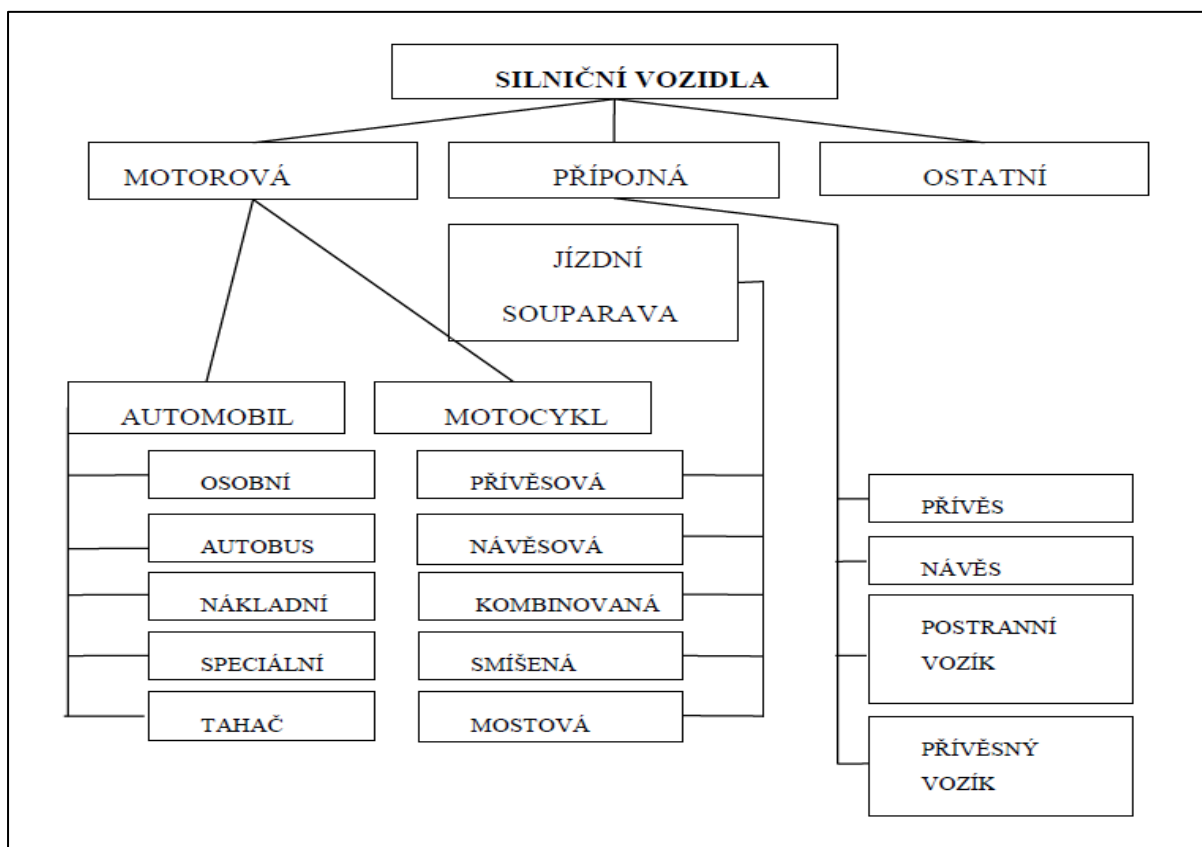 SILNIČNÍ VOZIDLA
MOTOROVÁ
PŘÍPOJNÁ
OSTATNÍ
JÍZDNÍ
SOUPARAVA
AUTOMOBIL
MOTOCYKL
OSOBNÍ
AUTOBUS
NÁKLADNÍ
SPECIÁLNÍ
TAHAČ
PŘÍVĚSOVÁ
NÁVĚSOVÁ
KOMBINOVANÁ
SMÍŠENÁ
MOSTOVÁ
PŘÍVĚS
NÁVĚS
POSTRANNÍ
VOZÍK
PŘÍVĚSNÝ
VOZÍK